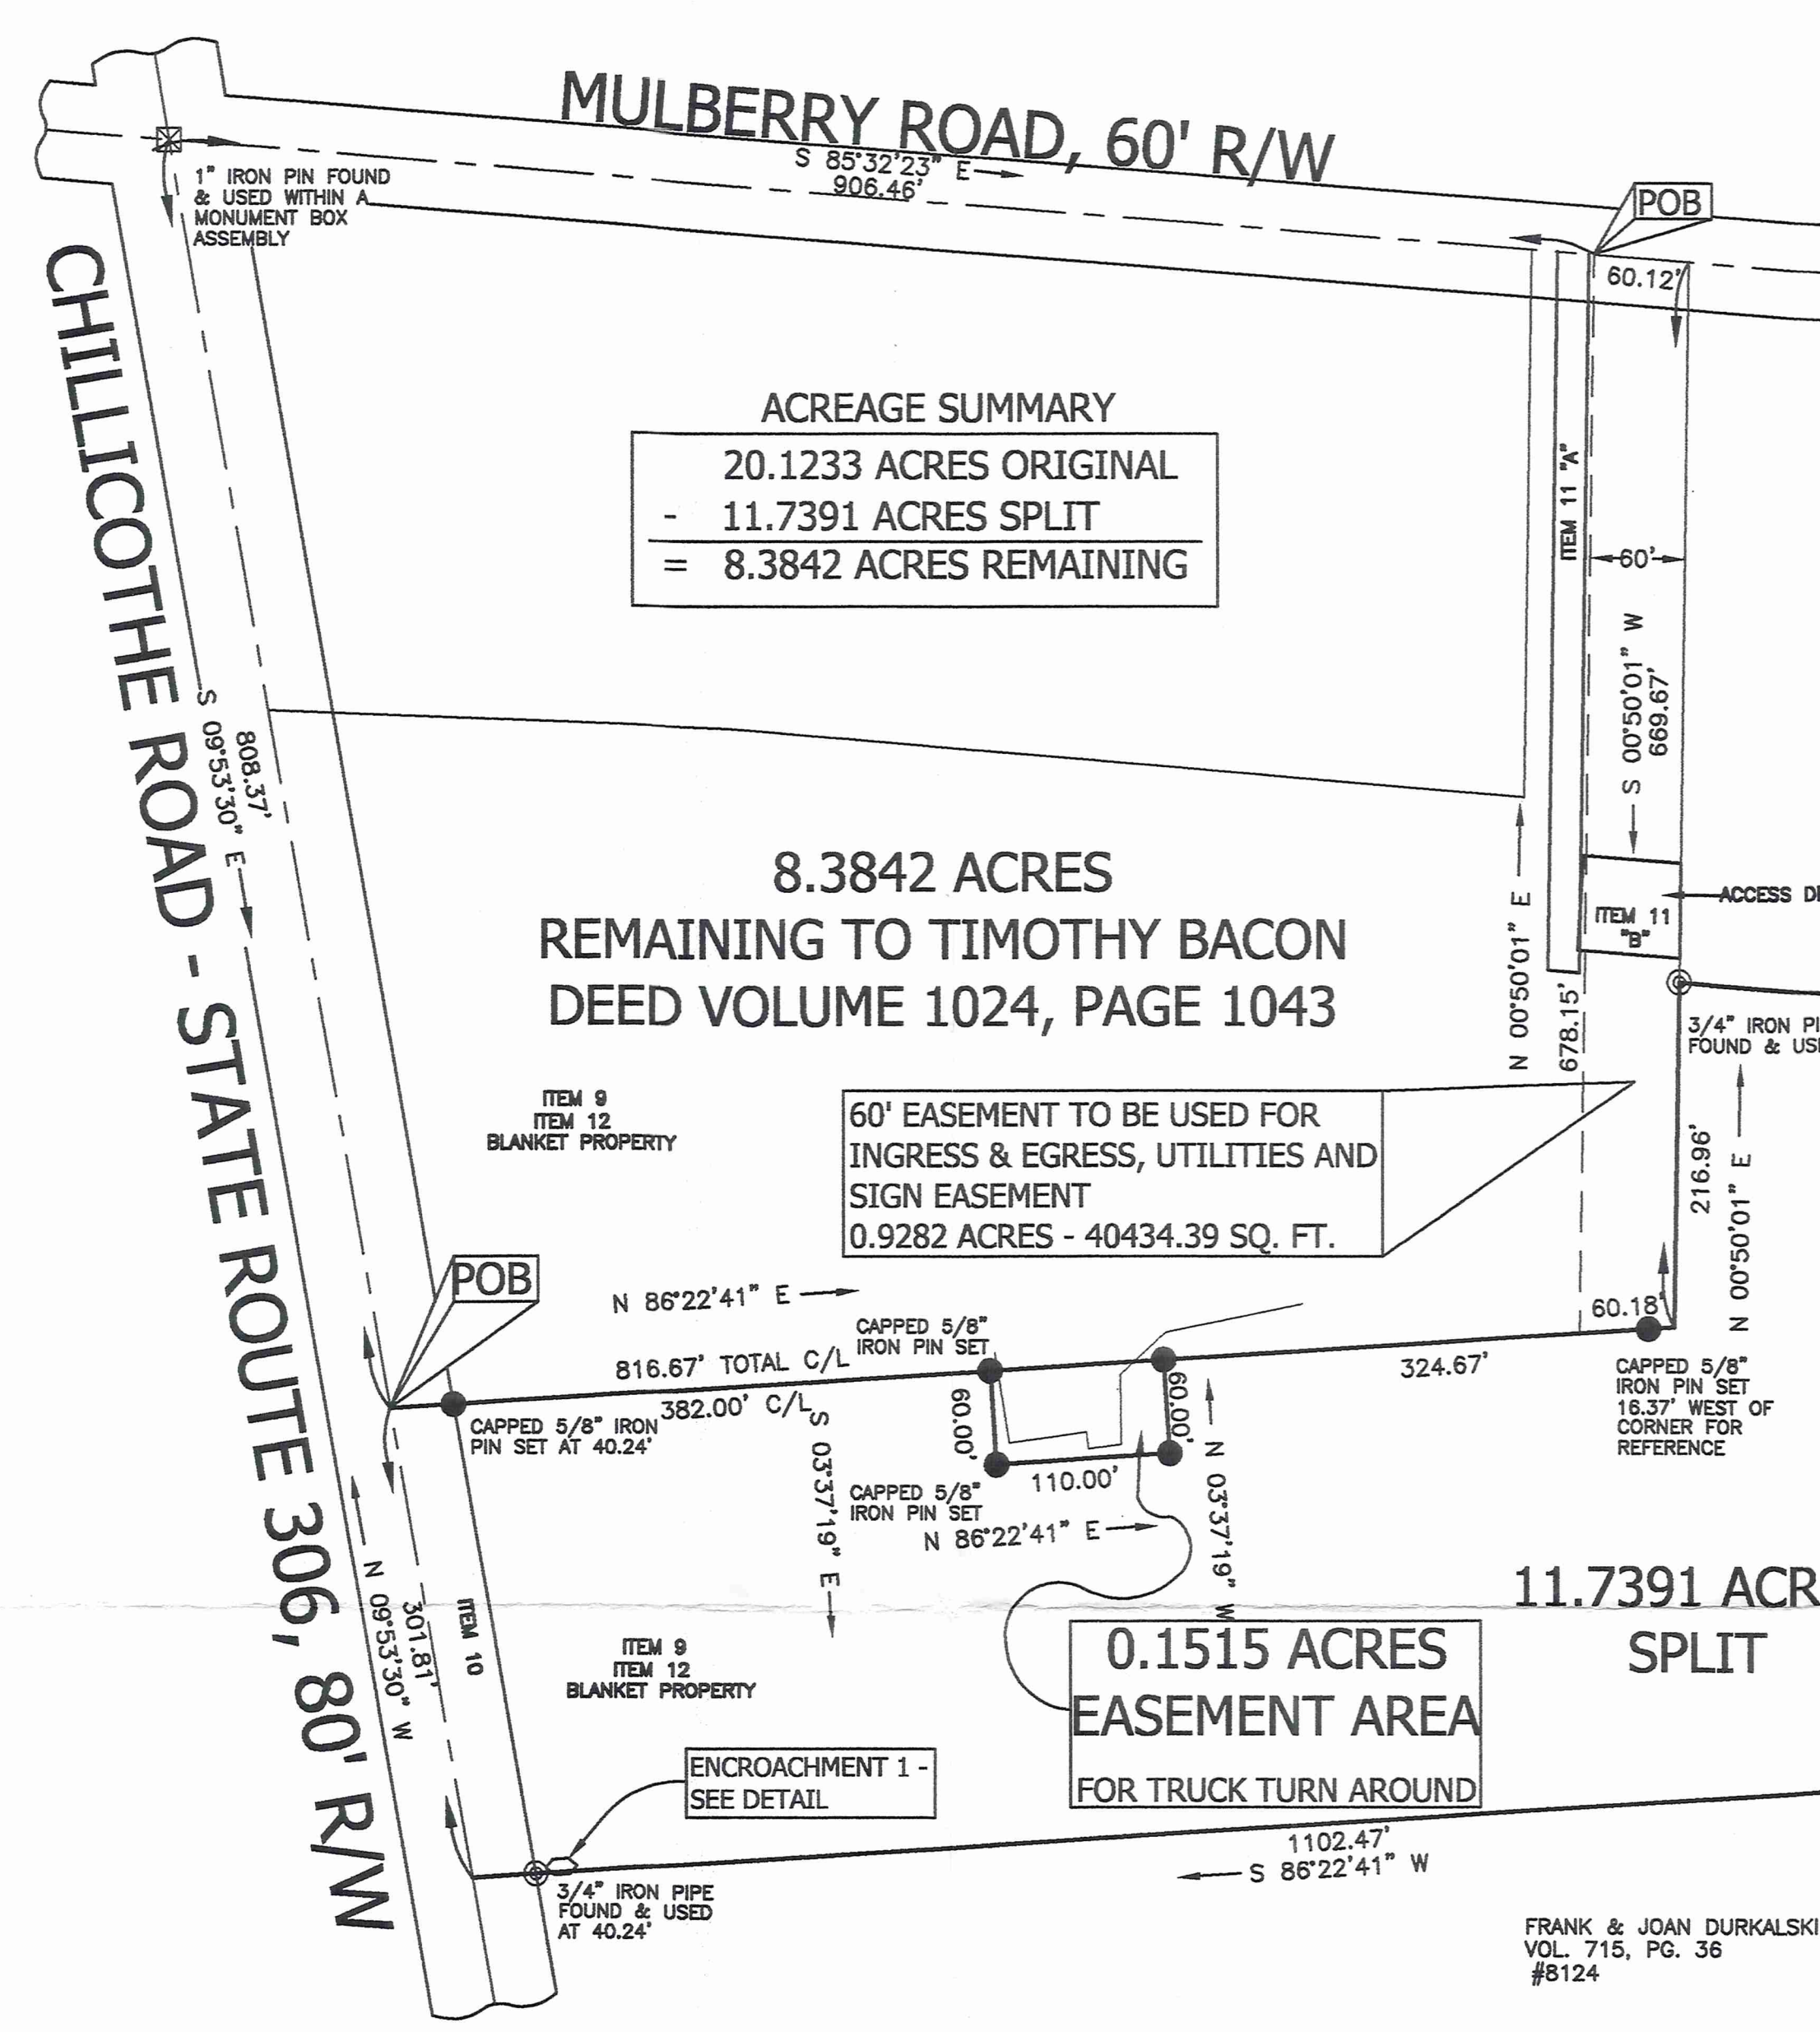 MULBERRY ROAD, 60' R/W
S 85°32'23" E
906.46'
1" IRON PIN FOUND
& USED WITHIN A
MONUMENT BOX
ASSEMBLY
POB
60.12'
CHILLICOTHE ROAD - STATE ROUTE 306, 80' R/W
ACREAGE SUMMARY
20.1233 ACRES ORIGINAL
- 11.7391 ACRES SPLIT
= 8.3842 ACRES REMAINING
ITEM 11 "A"
60'
S 00°50'01" W
669.67'
808.37'
S 09°53'30" E
8.3842 ACRES
REMAINING TO TIMOTHY BACON
DEED VOLUME 1024, PAGE 1043
N 00°50'01" E
678.15'
ACCESS
ITEM 11
"B"
3/4" IRON
FOUND &
ITEM 9
ITEM 12
BLANKET PROPERTY
60' EASEMENT TO BE USED FOR
INGRESS & EGRESS, UTILITIES AND
SIGN EASEMENT
0.9282 ACRES - 40434.39 SQ. FT.
216.96'
N 00°50'01" E
POB
N 86°22'41" E
CAPPED 5/8"
IRON PIN SET
816.67' TOTAL C/L
382.00' C/L
CAPPED 5/8" IRON
PIN SET AT 40.24'
60.18'
324.67'
CAPPED 5/8"
IRON PIN SET
16.37' WEST OF
CORNER FOR
REFERENCE
60.00'
60.00'
110.00'
S 03°37'19" E
CAPPED 5/8"
IRON PIN SET
N 86°22'41" E
N 03°37'19" W
N 09°53'30" W
301.81'
ITEM 10
ITEM 9
ITEM 12
BLANKET PROPERTY
11.7391
SPLIT
0.1515 ACRES
EASEMENT AREA
FOR TRUCK TURN AROUND
ENCROACHMENT 1 -
SEE DETAIL
1102.47'
S 86°22'41" W
3/4" IRON PIPE
FOUND & USED
AT 40.24'
FRANK & JOAN DURKALSKI
VOL. 715, PG. 36
#8124